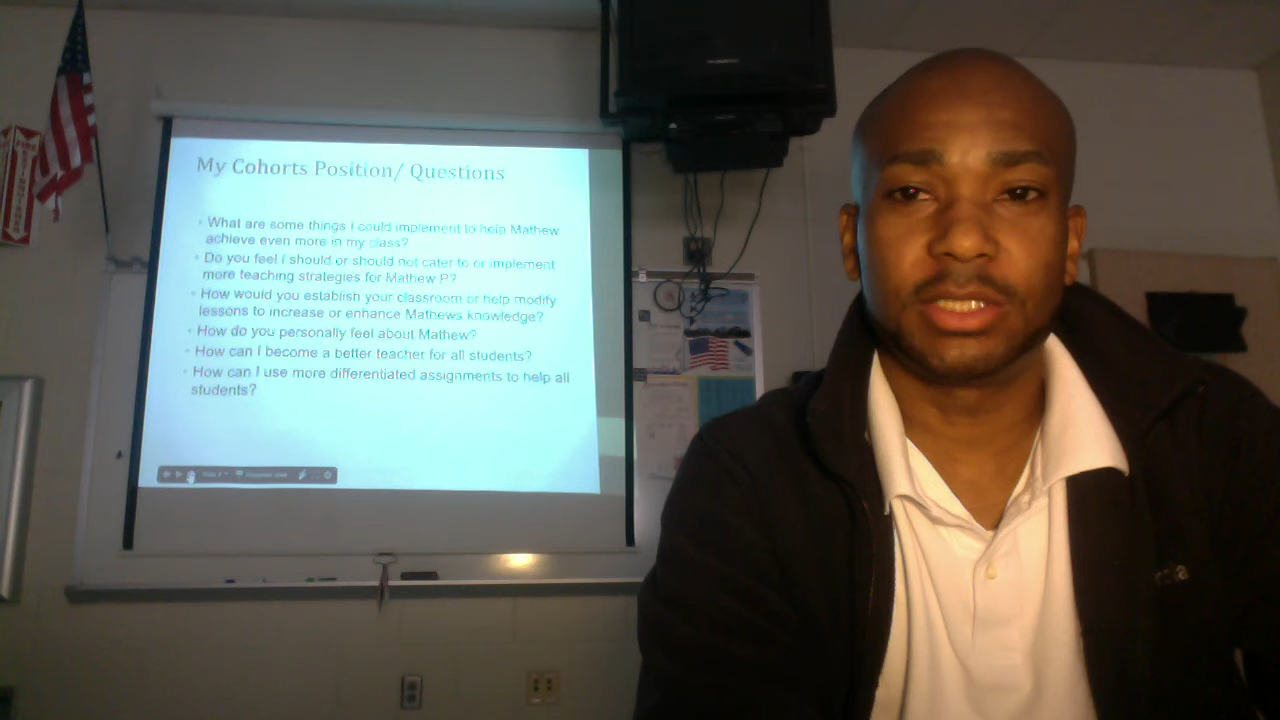 My Cohorts Position/ Questions
What are some things I could implement to help Mathew
achieve even more in my class?
Do you feel I should or should not cater to or implement
more teaching strategies for Mathew P?
How would you establish your classroom or help modify
lessons to increase or enhance Mathews knowledge?
How do you personally feel about Mathew?
How can I become a better teacher for all students?
How can I use more differentiated assignments to help all
students?